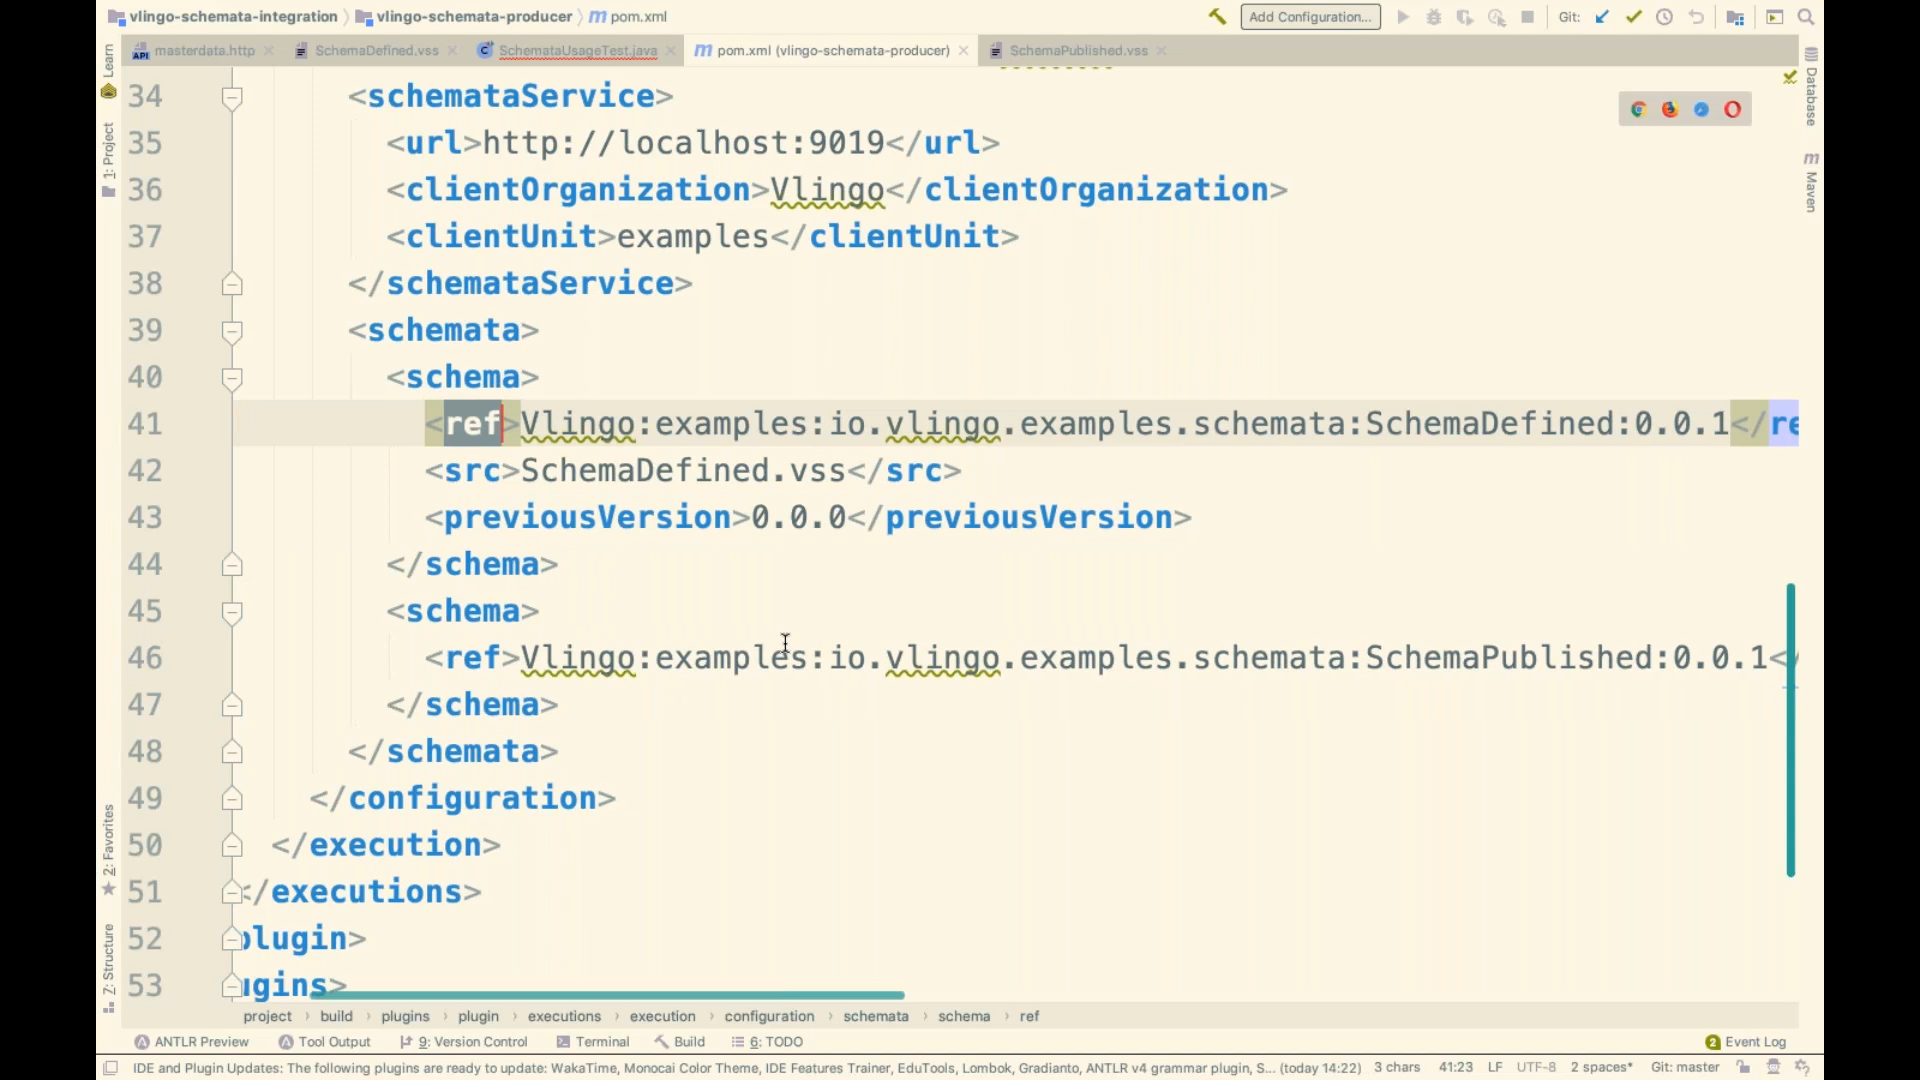 vlingo-schemata-integration vlingo-schemata-producer m pom.xml Add Configuration... Git:
API masterdata.http SchemaDefined.vss C SchemataUsageTest.java m pom.xml (vlingo-schemata-producer) SchemaPublished.vss
Learn
1: Project
2: Favorites
Z: Structure
Database
m Maven
34 <schemataService>
35 <url>http://localhost:9019</url>
36 <clientOrganization>Vlingo</clientOrganization>
37 <clientUnit>examples</clientUnit>
38 </schemataService>
39 <schemata>
40 <schema>
41 <ref>Vlingo:examples:io.vlingo.examples.schemata:SchemaDefined:0.0.1</re
42 <src>SchemaDefined.vss</src>
43 <previousVersion>0.0.0</previousVersion>
44 </schema>
45 <schema>
46 <ref>Vlingo:examples:io.vlingo.examples.schemata:SchemaPublished:0.0.1</
47 </schema>
48 </schemata>
49 </configuration>
50 </execution>
51 </executions>
52 plugin>
53 ugins>
project › build › plugins › plugin › executions › execution › configuration › schemata › schema › ref
ANTLR Preview Tool Output 9: Version Control Terminal Build 6: TODO 2 Event Log
IDE and Plugin Updates: The following plugins are ready to update: WakaTime, Monocai Color Theme, IDE Features Trainer, EduTools, Lombok, Gradianto, ANTLR v4 grammar plugin, S... (today 14:22) 3 chars 41:23 LF UTF-8 2 spaces* Git: master